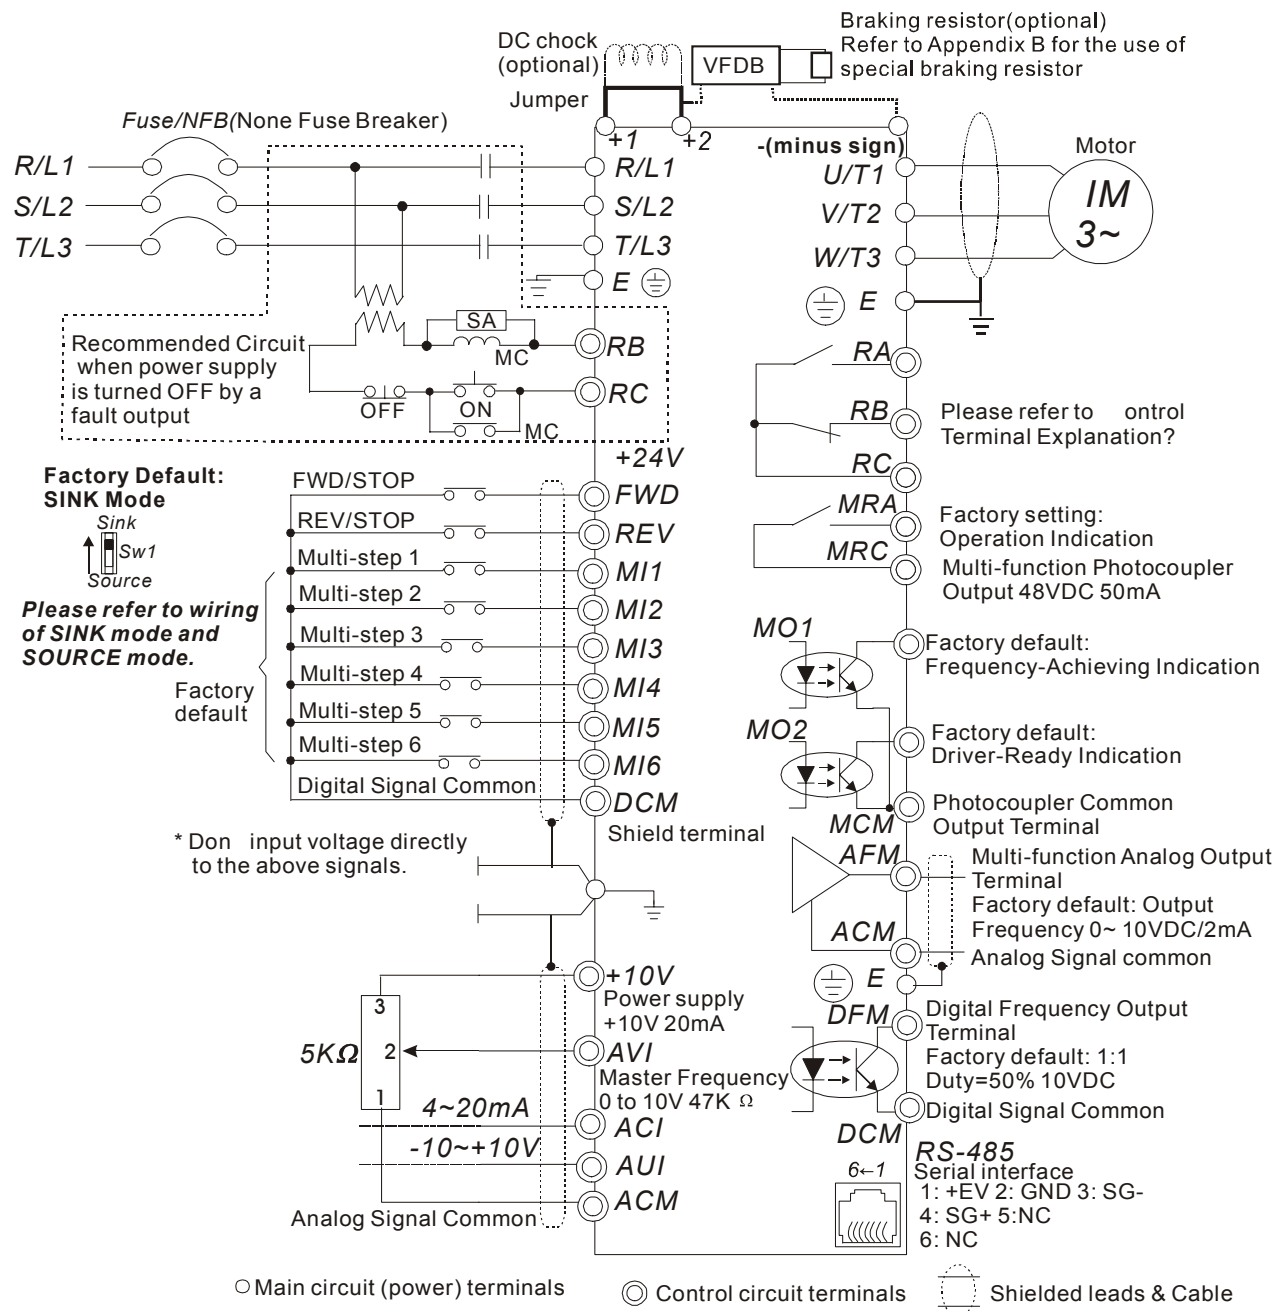 DC chock
(optional)
Jumper
VFDB
Braking resistor(optional)
Refer to Appendix B for the use of
special braking resistor
Fuse/NFB(None Fuse Breaker)
+1
+2
-(minus sign)
Motor
R/L1
S/L2
T/L3
R/L1
S/L2
T/L3
E
U/T1
V/T2
W/T3
E
IM
3~
Recommended Circuit
when power supply
is turned OFF by a
fault output
SA
MC
RB
RC
OFF
ON
MC
RA
RB
RC
Please refer to ontrol
Terminal Explanation?
MRA
MRC
Factory setting:
Operation Indication
Multi-function Photocoupler
Output 48VDC 50mA
+24V
Factory Default:
SINK Mode
Sink
Sw1
Source
Please refer to wiring
of SINK mode and
SOURCE mode.
Factory
default
FWD/STOP
FWD
REV/STOP
REV
Multi-step 1
MI1
Multi-step 2
MI2
Multi-step 3
MI3
Multi-step 4
MI4
Multi-step 5
MI5
Multi-step 6
MI6
Digital Signal Common
DCM
Shield terminal
* Don input voltage directly
to the above signals.
MO1
Factory default:
Frequency-Achieving Indication
MO2
Factory default:
Driver-Ready Indication
MCM
Photocoupler Common
Output Terminal
AFM
Multi-function Analog Output
Terminal
Factory default: Output
Frequency 0~ 10VDC/2mA
ACM
Analog Signal common
E
DFM
Digital Frequency Output
Terminal
Factory default: 1:1
Duty=50% 10VDC
Digital Signal Common
DCM
+10V
Power supply
+10V 20mA
3
5KΩ
2
1
AVI
Master Frequency
0 to 10V 47K Ω
4~20mA
ACI
-10~+10V
AUI
ACM
Analog Signal Common
6←1
RS-485
Serial interface
1: +EV 2: GND 3: SG-
4: SG+ 5:NC
6: NC
Main circuit (power) terminals
Control circuit terminals
Shielded leads & Cable